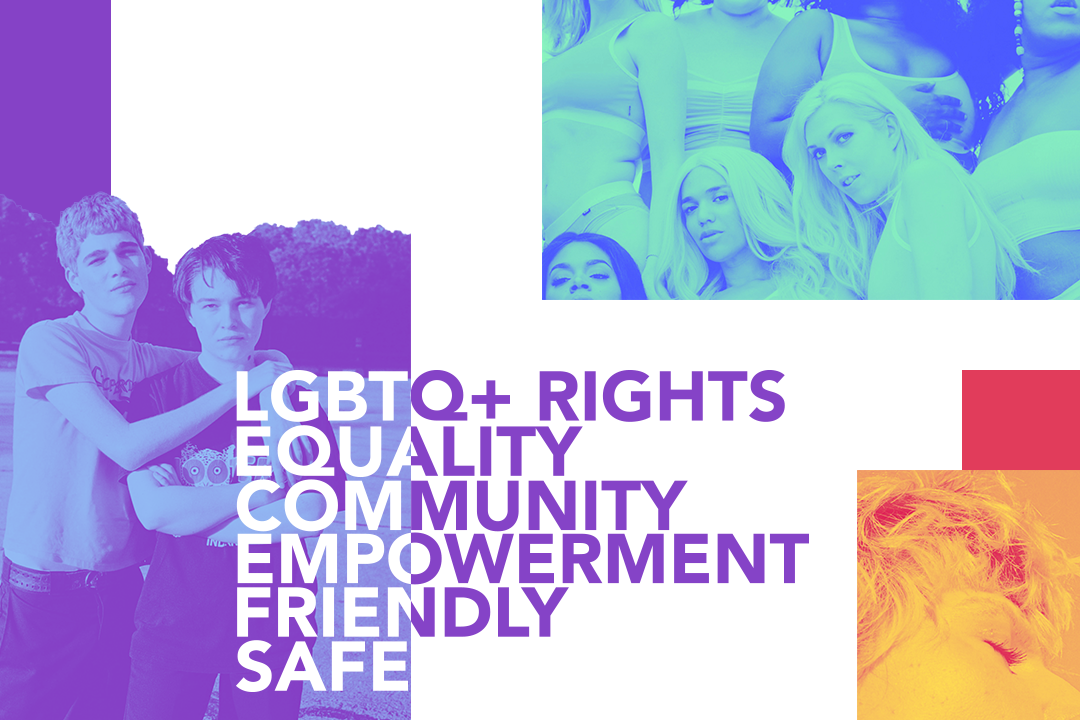 LGBTQ+ RIGHTS
EQUALITY
COMMUNITY
EMPOWERMENT
FRIENDLY
SAFE